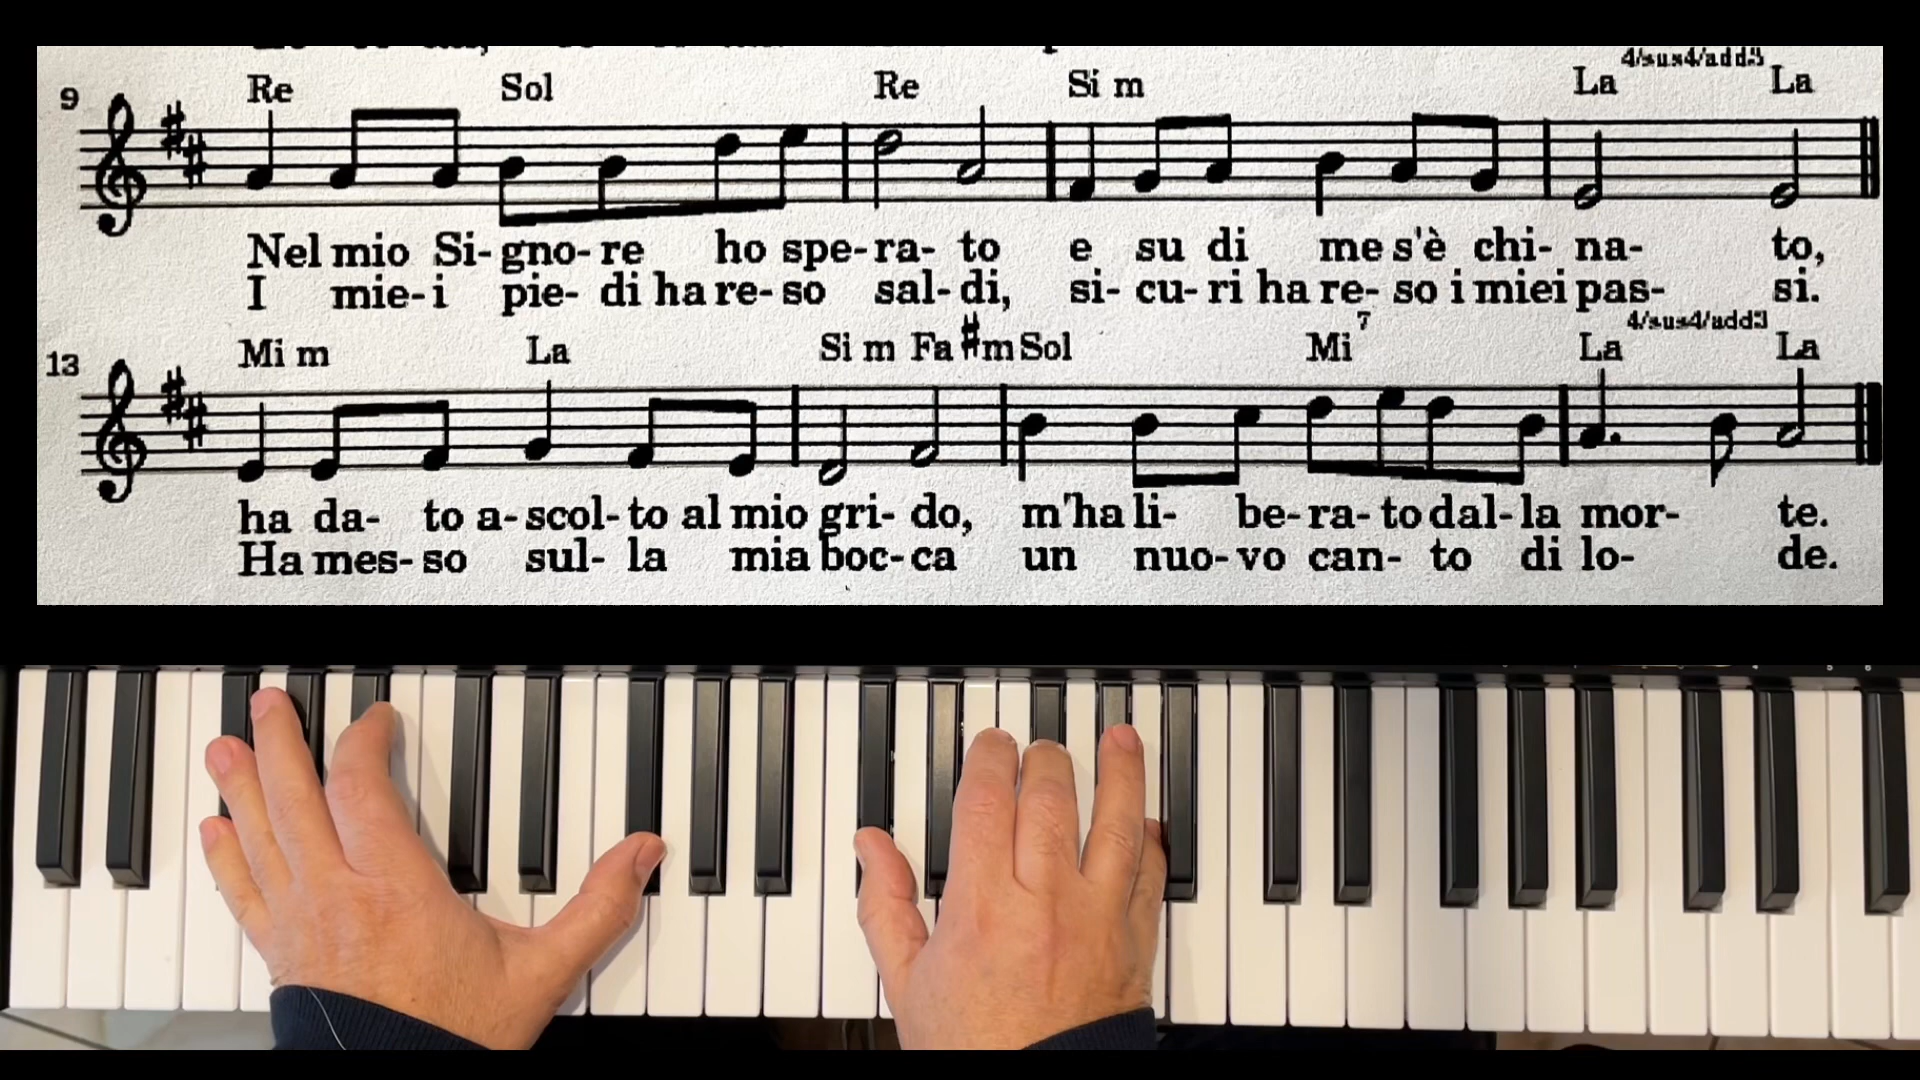 9 Re Sol Re Si m La 4/sus4/add3 La
Nel mio Si-gno-re ho spe-ra-to e su di me s'è chi-na-to,
I mie-i pie-di ha re-so sal-di, si-cu-ri ha re-so i miei pas-si.
13 Mi m La Si m Fa#m Sol Mi7 La 4/sus4/add3 La
ha da-to a-scol-to al mio gri-do, m'ha li-be-ra-to dal-la mor-te.
Ha mes-so sul-la mia boc-ca un nuo-vo can-to di lo-de.